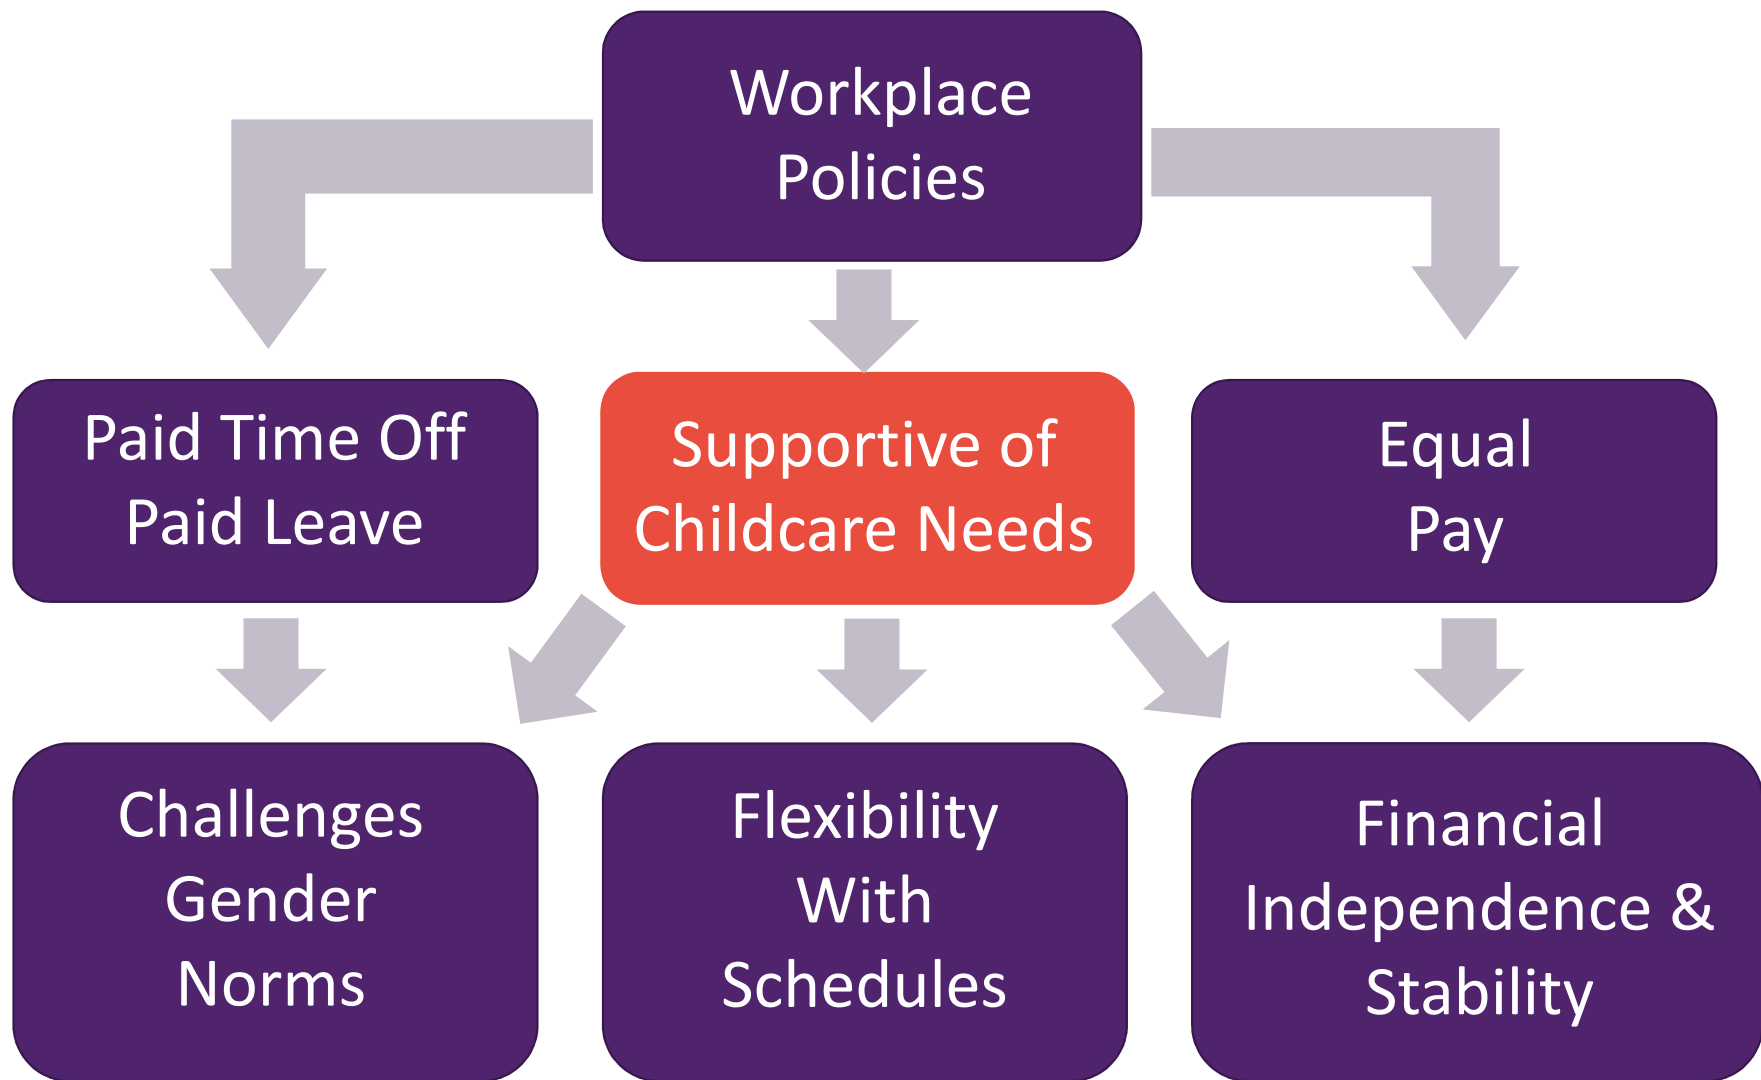 Workplace
Policies
Paid Time Off
Paid Leave
Supportive of
Childcare Needs
Equal
Pay
Challenges
Gender
Norms
Flexibility
With
Schedules
Financial
Independence &
Stability